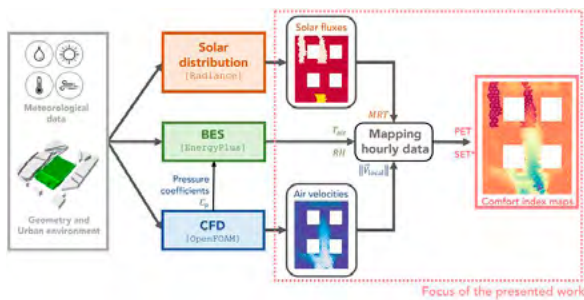 Meteorological
data
Geometry and
Urban environment
Solar
distribution
[Radiance]
BES
[EnergyPlus]
Pressure
coefficients
Cp
CFD
[OpenFOAM]
Solar fluxes
Air velocities
MRT
Tair
RH
‖V⃗local‖
Mapping
hourly data
PET
SET*
Comfort index maps
Focus of the presented work